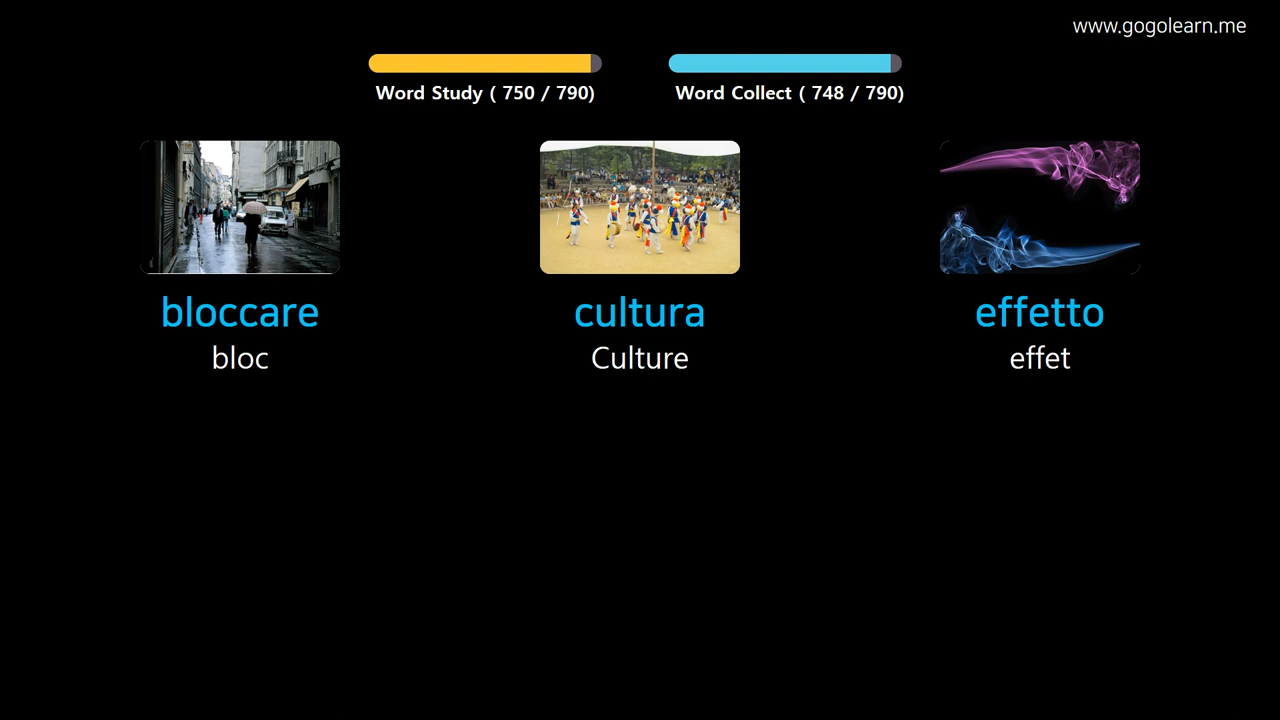 www.gogolearn.me
Word Study ( 750 / 790)
Word Collect ( 748 / 790)
bloccare
bloc
cultura
Culture
effetto
effet